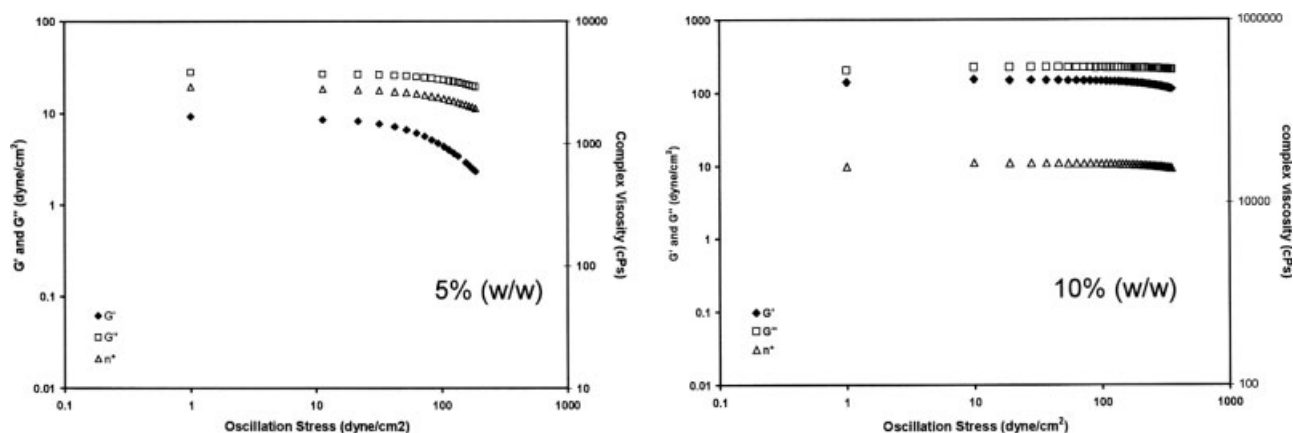 100
10
1
0.1
0.01
G' and G'' (dyne/cm²)
10000
1000
100
10
Complex Visosity (cPs)
5% (w/w)
G'
G''
n*
0.1
1
10
100
1000
Oscillation Stress (dyne/cm2)
1000
100
10
1
0.1
0.01
G' and G'' (dyne/cm²)
1000000
10000
100
complex viscosity (cPs)
10% (w/w)
G'
G''
n*
0.1
1
10
100
1000
Oscillation Stress (dyne/cm²)